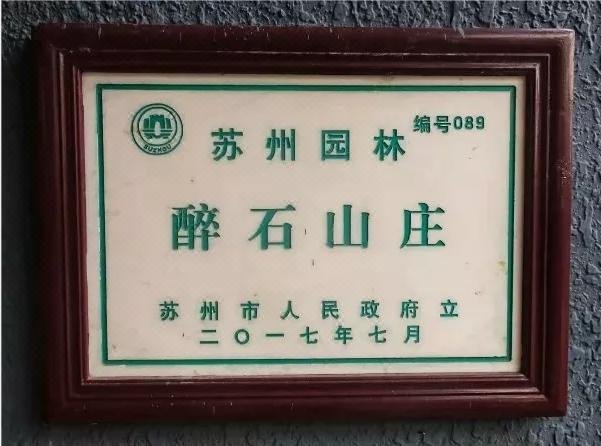 SUZHOU
苏州园林
编号089
醉石山庄
苏州市人民政府立
二〇一七年七月